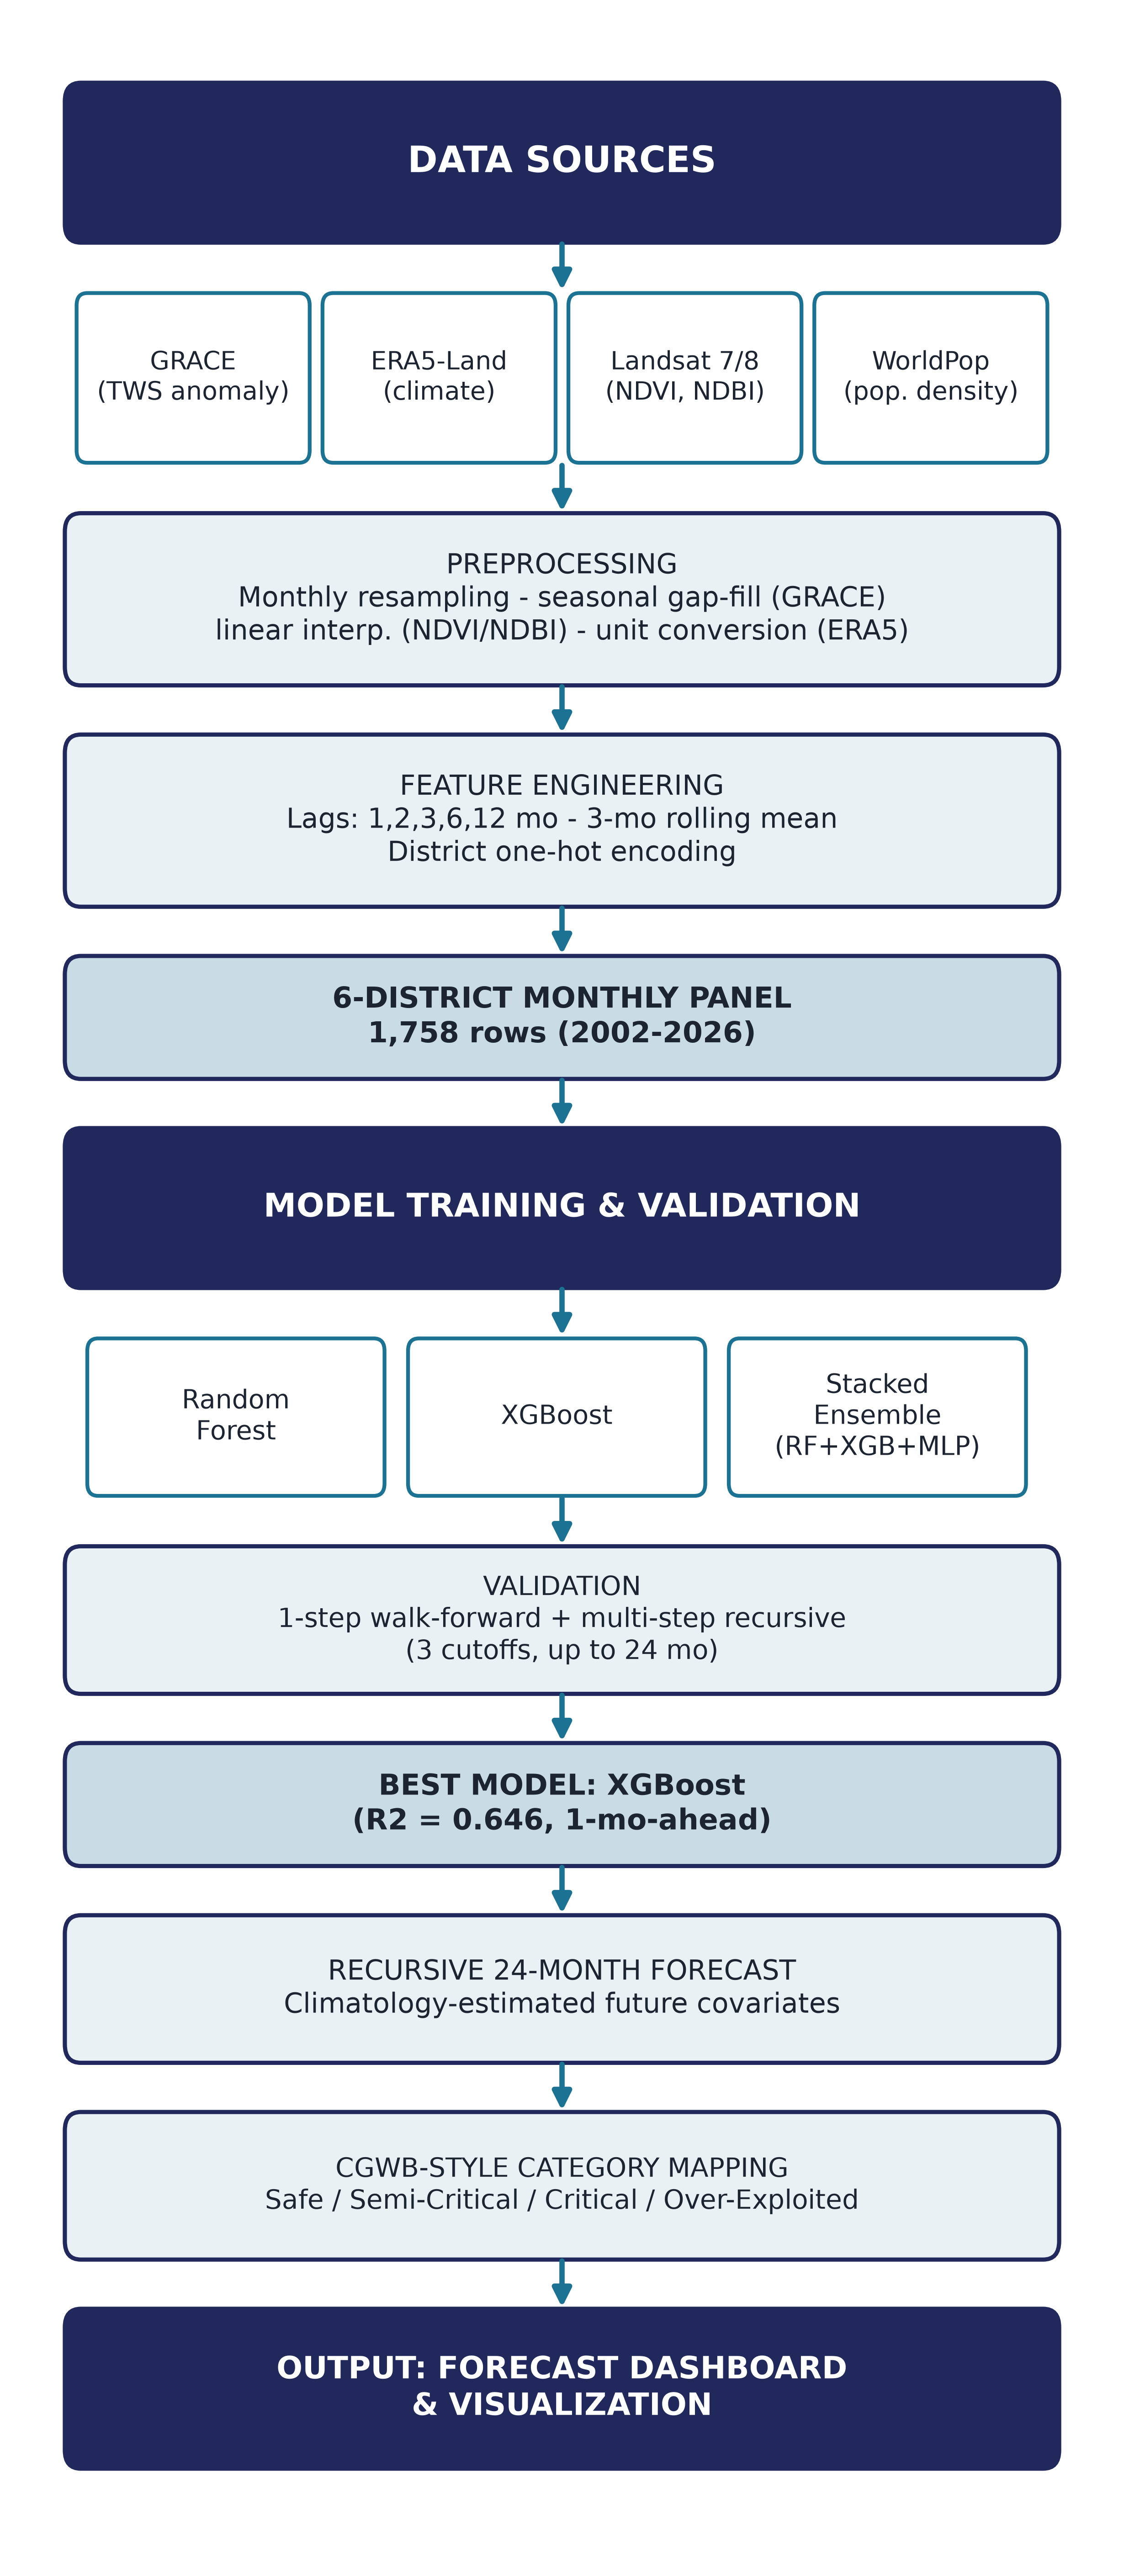 DATA SOURCES
GRACE
(TWS anomaly)
ERA5-Land
(climate)
Landsat 7/8
(NDVI, NDBI)
WorldPop
(pop. density)
PREPROCESSING
Monthly resampling - seasonal gap-fill (GRACE)
linear interp. (NDVI/NDBI) - unit conversion (ERA5)
FEATURE ENGINEERING
Lags: 1,2,3,6,12 mo - 3-mo rolling mean
District one-hot encoding
6-DISTRICT MONTHLY PANEL
1,758 rows (2002-2026)
MODEL TRAINING & VALIDATION
Random
Forest
XGBoost
Stacked
Ensemble
(RF+XGB+MLP)
VALIDATION
1-step walk-forward + multi-step recursive
(3 cutoffs, up to 24 mo)
BEST MODEL: XGBoost
(R2 = 0.646, 1-mo-ahead)
RECURSIVE 24-MONTH FORECAST
Climatology-estimated future covariates
CGWB-STYLE CATEGORY MAPPING
Safe / Semi-Critical / Critical / Over-Exploited
OUTPUT: FORECAST DASHBOARD
& VISUALIZATION